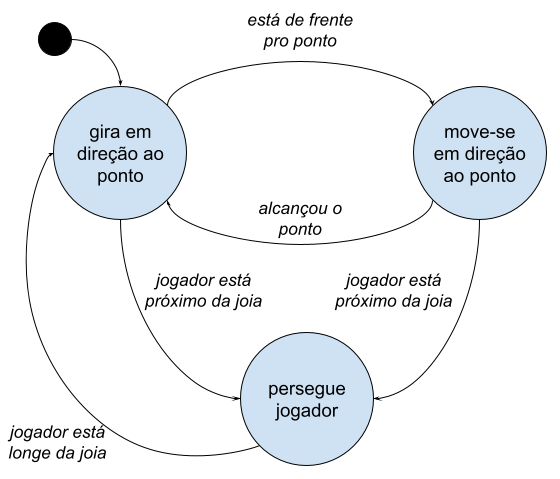 está de frente
pro ponto
gira em
direção ao
ponto
move-se
em direção
ao ponto
alcançou o
ponto
jogador está
próximo da joia
jogador está
próximo da joia
persegue
jogador
jogador está
longe da joia